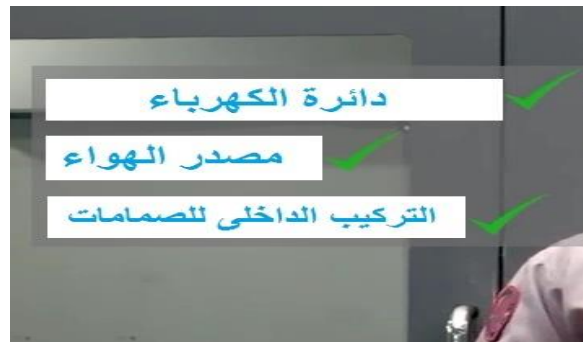 دائرة الكهرباء
مصدر الهواء
التركيب الداخلى للصمامات